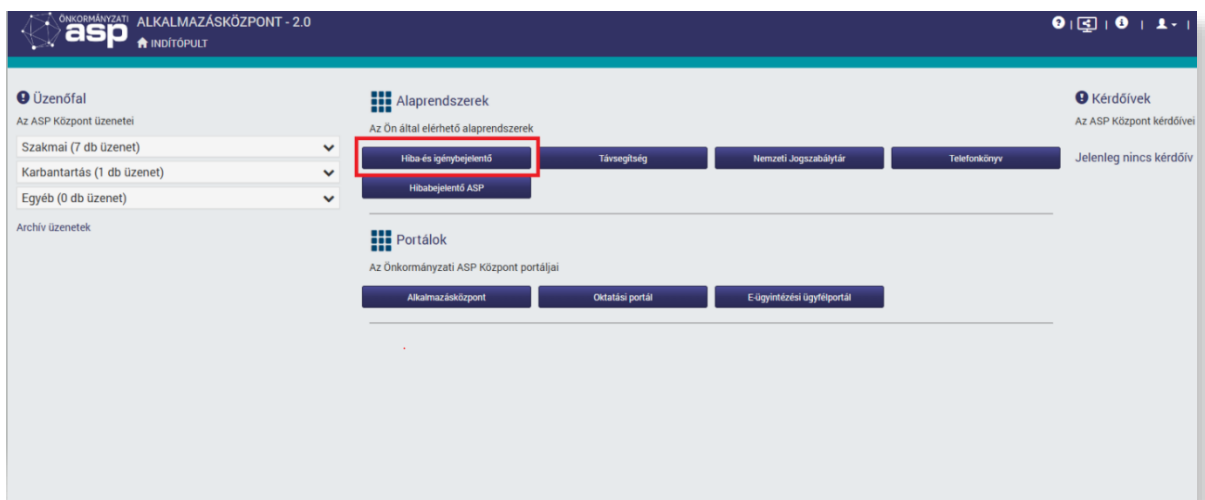 ÖNKORMÁNYZATI
asp
ALKALMAZÁSKÖZPONT - 2.0
INDÍTÓPULT
Üzenőfal
Az ASP Központ üzenetei
Szakmai (7 db üzenet)
Karbantartás (1 db üzenet)
Egyéb (0 db üzenet)
Archív üzenetek
Alaprendszerek
Az Ön által elérhető alaprendszerek
Hiba-és igénybejelentő
Távsegítség
Nemzeti Jogszabálytár
Telefonkönyv
Hibabejelentő ASP
Portálok
Az Önkormányzati ASP Központ portáljai
Alkalmazásközpont
Oktatási portál
E-ügyintézési ügyfélportál
Kérdőívek
Az ASP Központ kérdőívei
Jelenleg nincs kérdőív